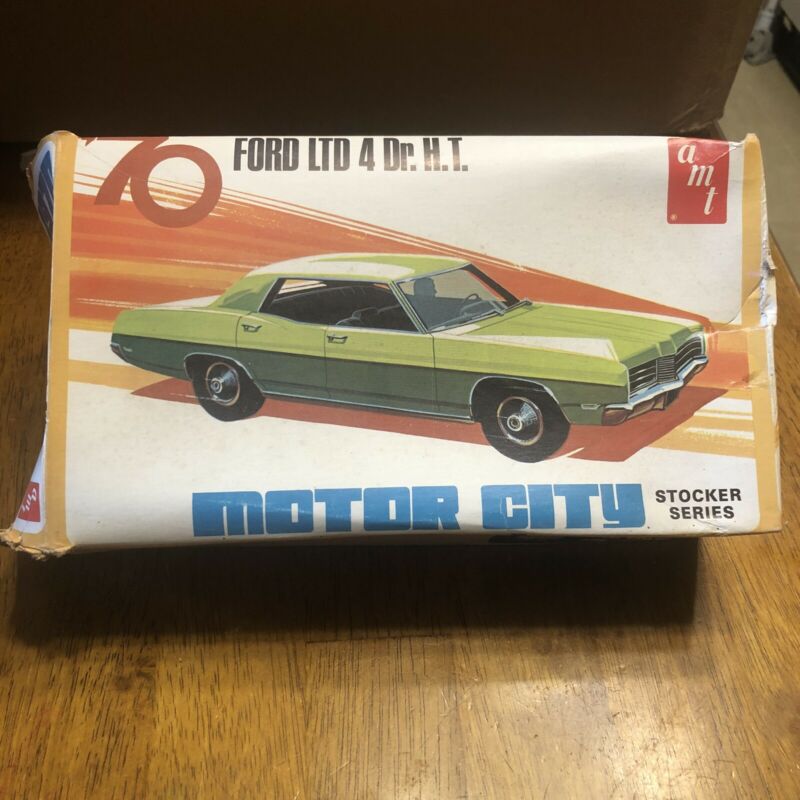 '70 FORD LTD 4 Dr. H.T.
amt
®
MOTOR CITY
STOCKER
SERIES